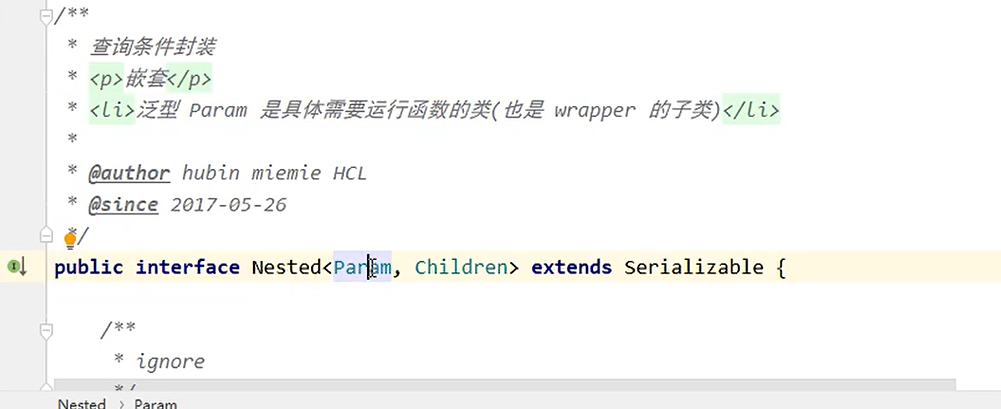 /**
* 查询条件封装
* <p>嵌套</p>
* <li>泛型 Param 是具体需要运行函数的类(也是 wrapper 的子类)</li>
*
* @author hubin miemie HCL
* @since 2017-05-26
*/
public interface Nested<Param, Children> extends Serializable {
/**
* ignore
*/
Nested > Param